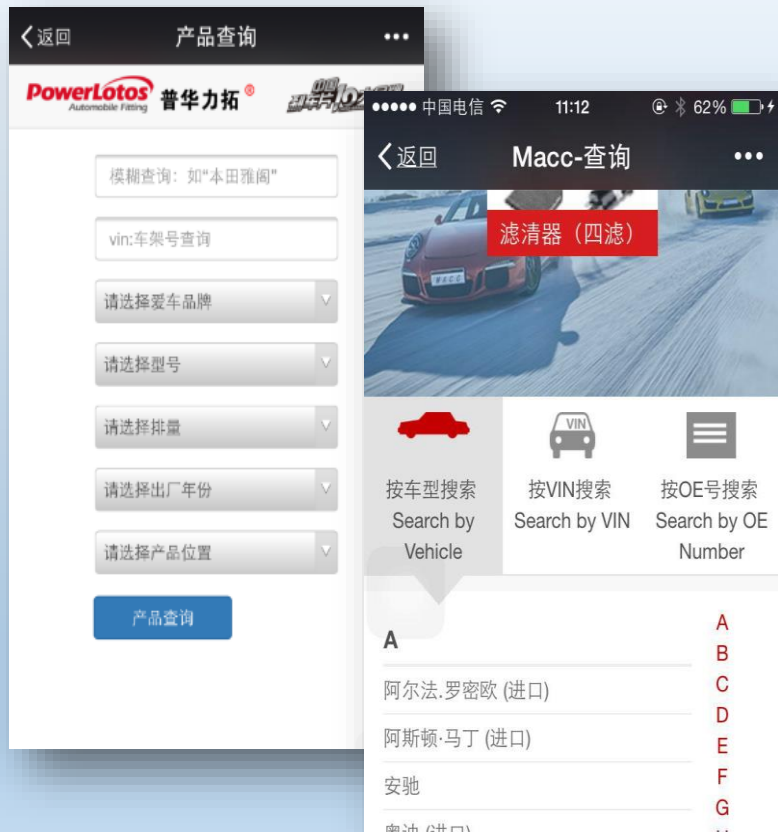 返回
产品查询
PowerLotos
Automobile Fitting
普华力拓®
模糊查询：如“本田雅阁”
vin:车架号查询
请选择爱车品牌
请选择型号
请选择排量
请选择出厂年份
请选择产品位置
产品查询
中国电信 11:12 62%
返回
Macc-查询
滤清器（四滤）
MACC
VIN
按车型搜索
Search by
Vehicle
按VIN搜索
Search by VIN
按OE号搜索
Search by OE
Number
A
阿尔法.罗密欧 (进口)
阿斯顿·马丁 (进口)
安驰
奥迪 (进口)
A
B
C
D
E
F
G